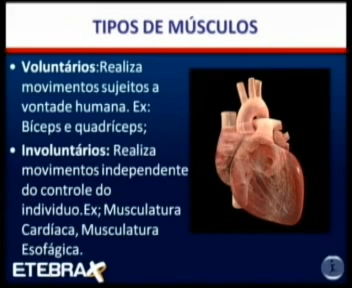 TIPOS DE MÚSCULOS
• Voluntários:Realiza
movimentos sujeitos a
vontade humana. Ex:
Bíceps e quadríceps;
• Involuntários: Realiza
movimentos independente
do controle do
individuo.Ex; Musculatura
Cardíaca, Musculatura
Esofágica.
ETEBRAX